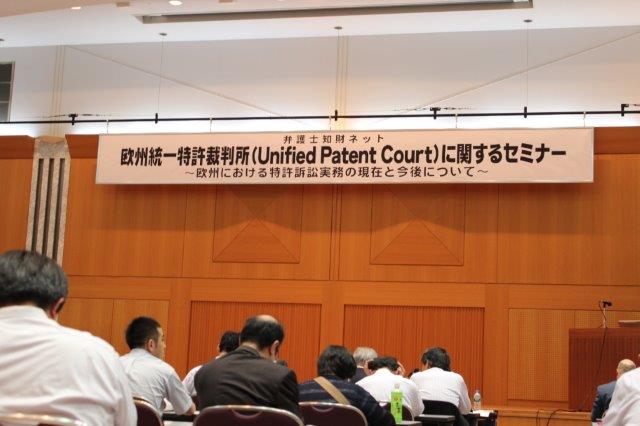 弁護士知財ネット
欧州統一特許裁判所(Unified Patent Court)に関するセミナー
～欧州における特許訴訟実務の現在と今後について～